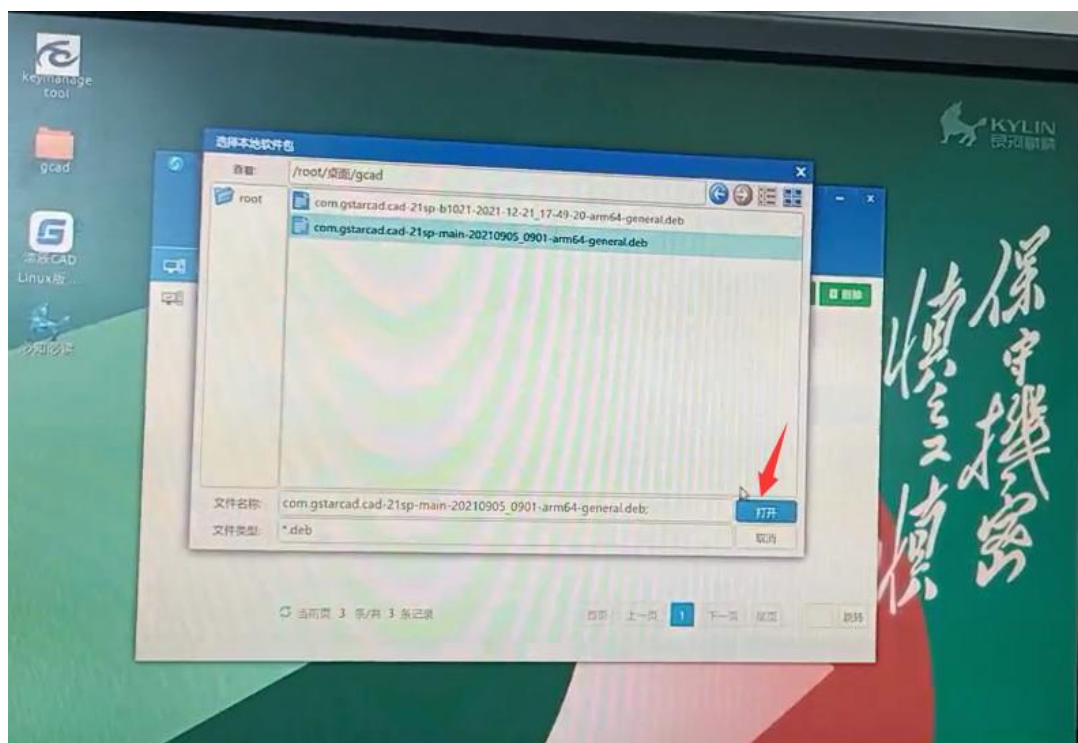 keymanage
tool
gcad
浩辰CAD
Linux版...
必知必读
KYLIN
银河麒麟
选择本地软件包
查看:
/root/桌面/gcad
root
com.gstarcad.cad-21sp-b1021-2021-12-21_17-49-20-arm64-general.deb
com.gstarcad.cad-21sp-main-20210905_0901-arm64-general.deb
删除
文件名称:
com.gstarcad.cad-21sp-main-20210905_0901-arm64-general.deb;
打开
文件类型:
*.deb
取消
当前页 3 条/共 3 条记录
首页 上一页 1 下一页 尾页 跳转
保守機密
慎之又慎